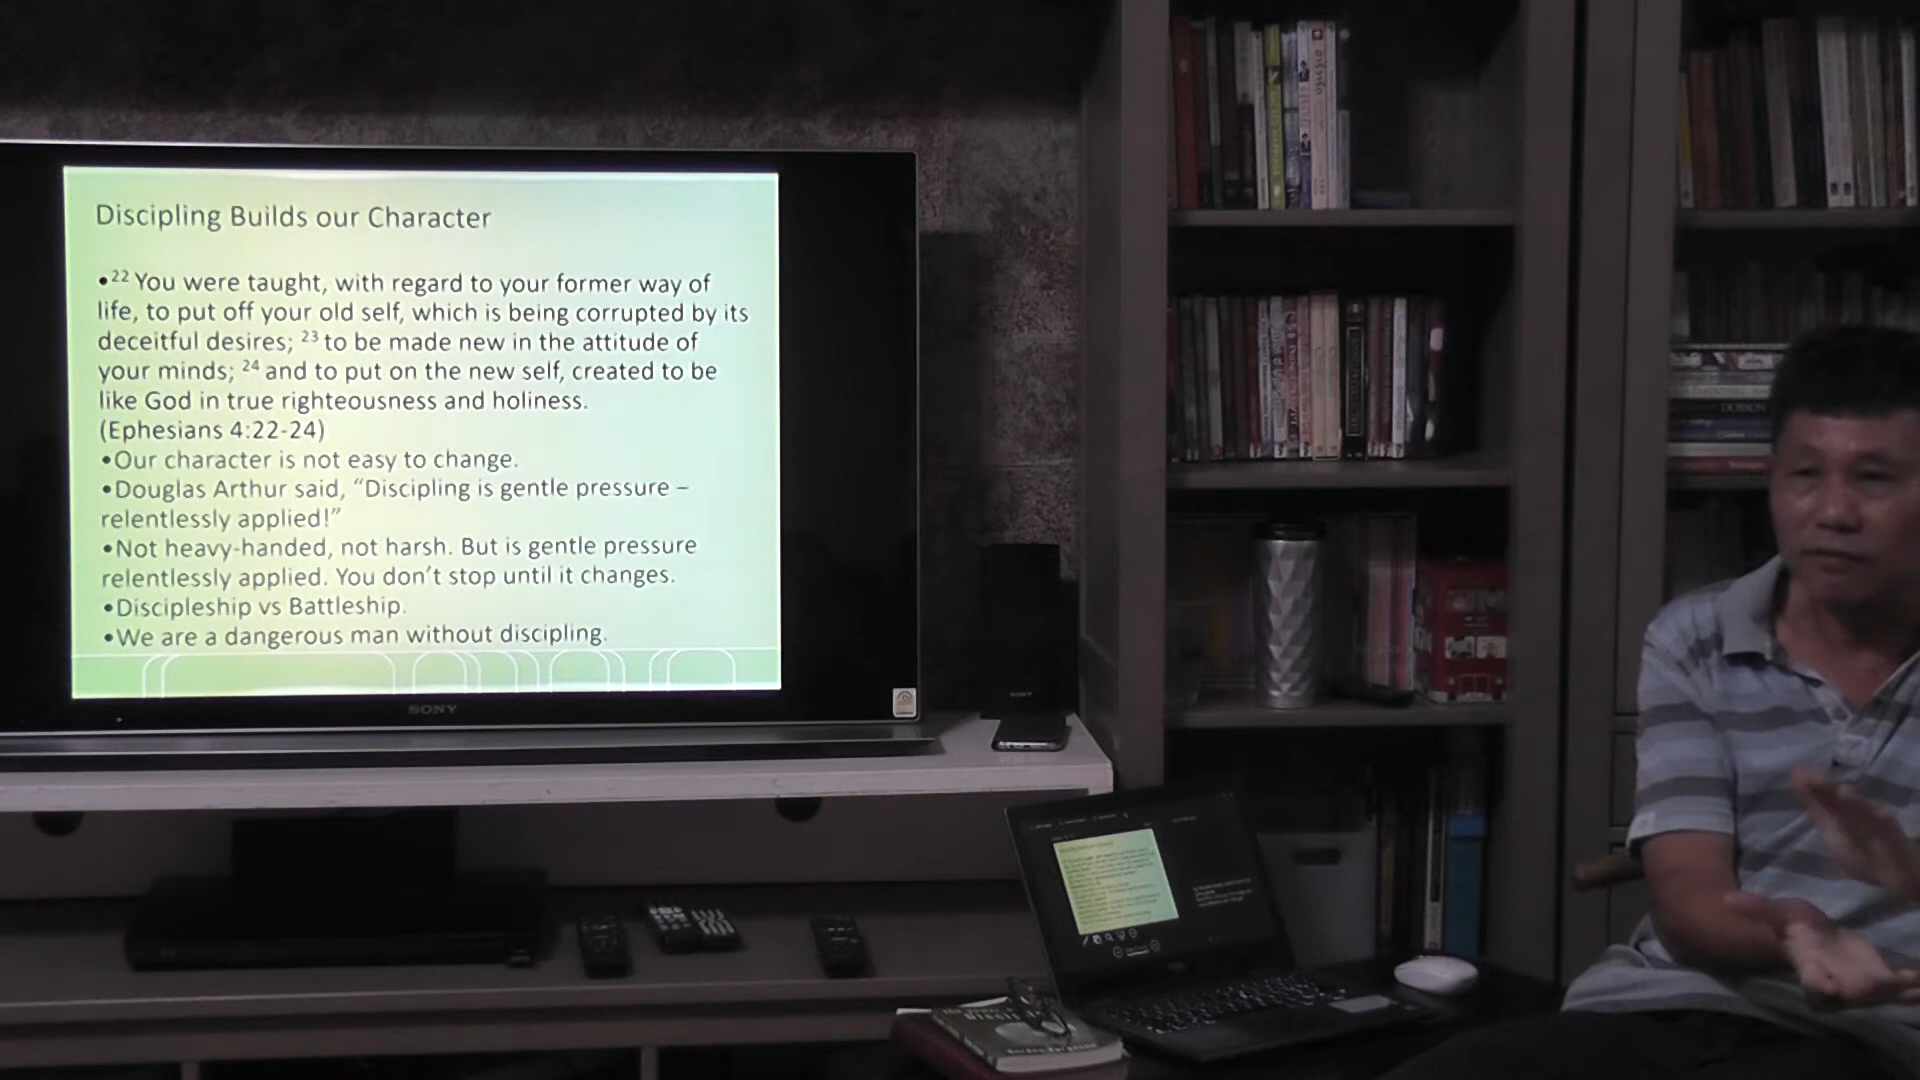 Discipling Builds our Character
•22 You were taught, with regard to your former way of
life, to put off your old self, which is being corrupted by its
deceitful desires; 23 to be made new in the attitude of
your minds; 24 and to put on the new self, created to be
like God in true righteousness and holiness.
(Ephesians 4:22-24)
•Our character is not easy to change.
•Douglas Arthur said, “Discipling is gentle pressure –
relentlessly applied!”
•Not heavy-handed, not harsh. But is gentle pressure
relentlessly applied. You don’t stop until it changes.
•Discipleship vs Battleship.
•We are a dangerous man without discipling.
SONY
SONY